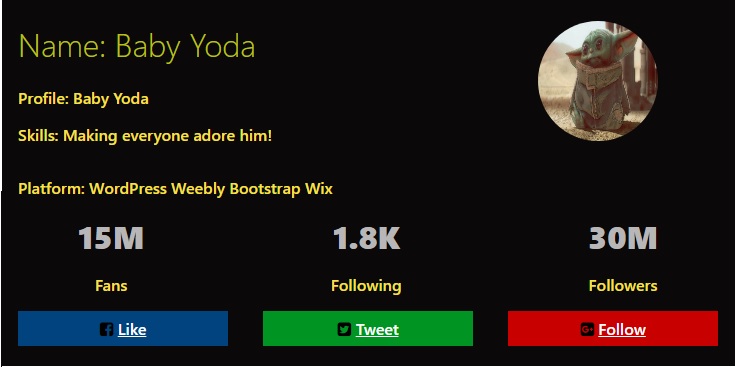 Name: Baby Yoda
Profile: Baby Yoda
Skills: Making everyone adore him!
Platform: WordPress Weebly Bootstrap Wix
15M 1.8K 30M
Fans Following Followers
Like Tweet Follow